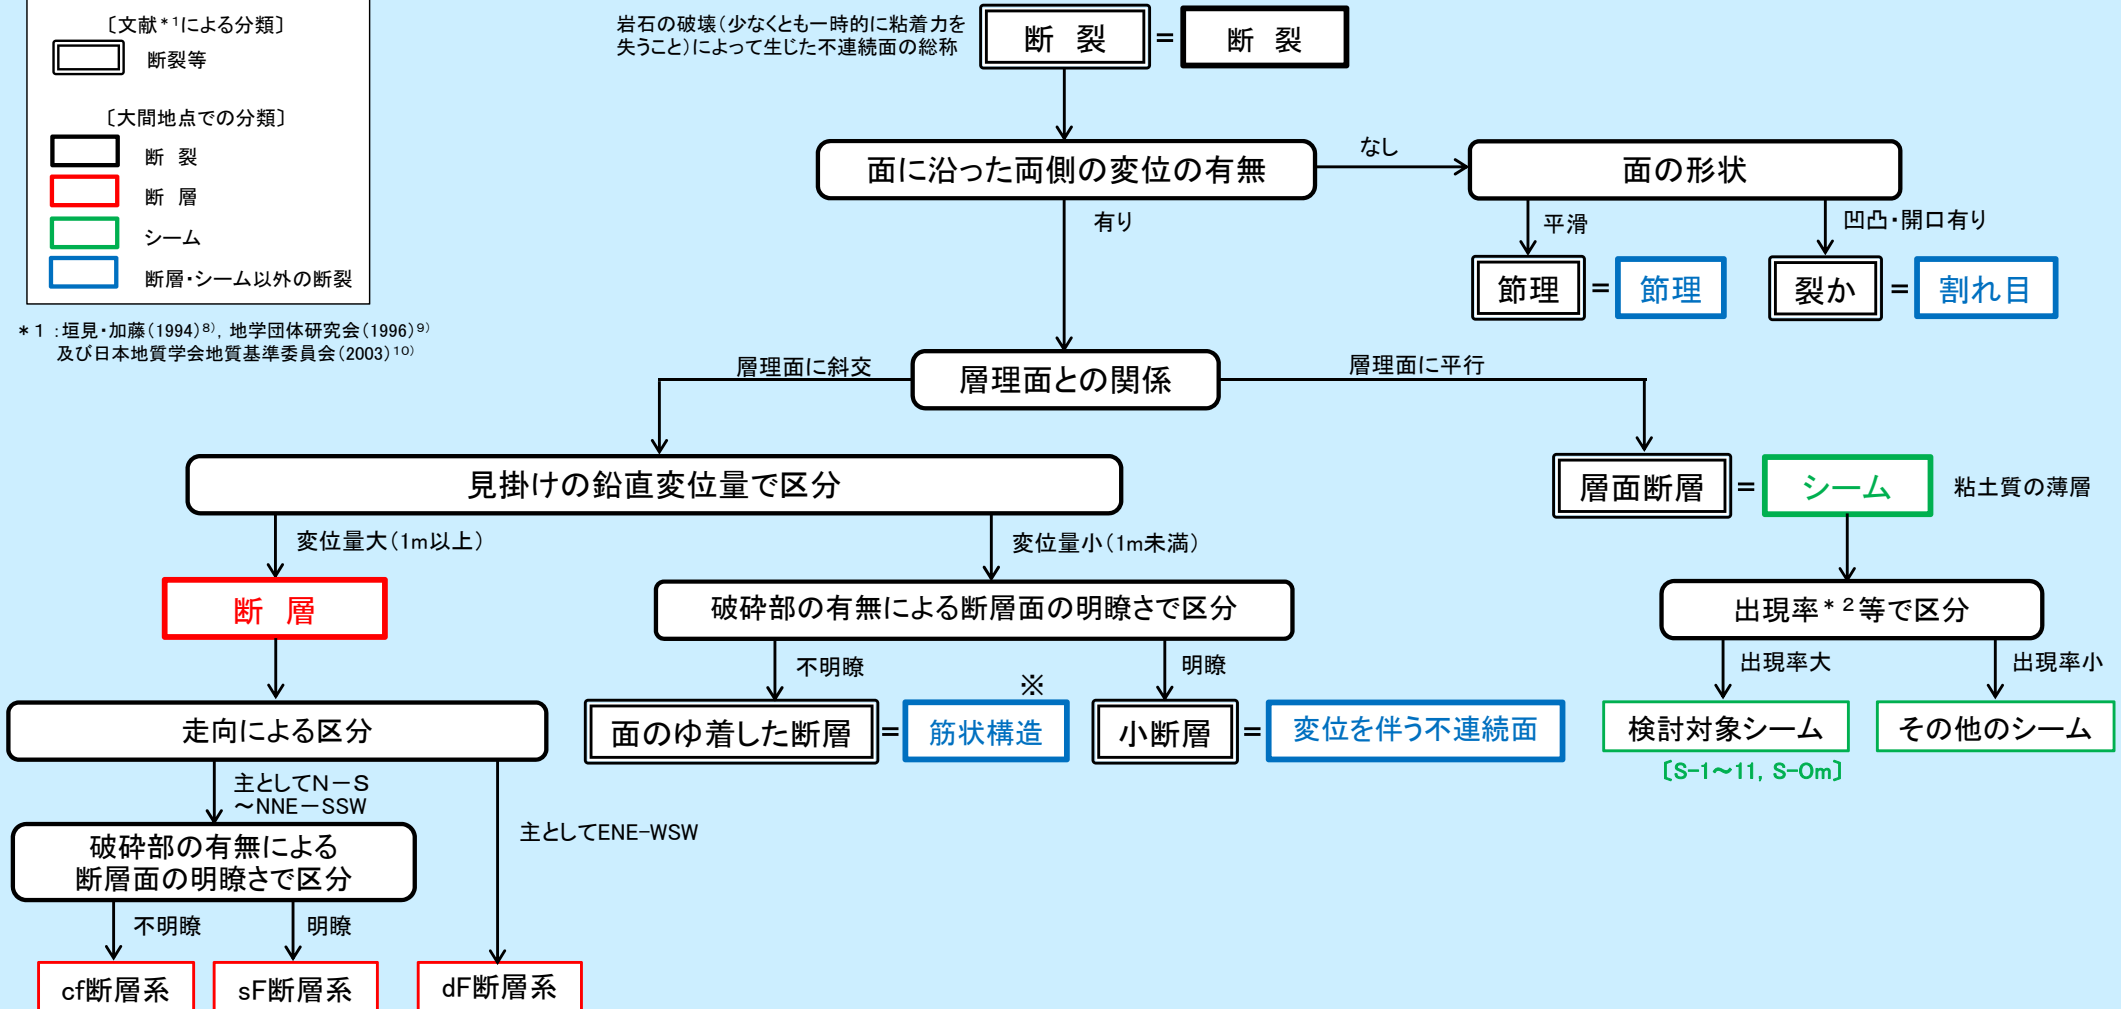 〔文献*1による分類〕
断裂等
〔大間地点での分類〕
断 裂
断 層
シーム
断層・シーム以外の断裂
*1:垣見・加藤(1994)8), 地学団体研究会(1996)9)
及び日本地質学会地質基準委員会(2003)10)
岩石の破壊(少なくとも一時的に粘着力を
失うこと)によって生じた不連続面の総称
断 裂 = 断 裂
面に沿った両側の変位の有無
なし
面の形状
有り
平滑
凹凸・開口有り
節理 = 節理
裂か = 割れ目
層理面に斜交
層理面との関係
層理面に平行
見掛けの鉛直変位量で区分
層面断層 = シーム
粘土質の薄層
変位量大(1m以上)
変位量小(1m未満)
断 層
破砕部の有無による断層面の明瞭さで区分
出現率*2等で区分
不明瞭
明瞭
出現率大
出現率小
※
走向による区分
面のゆ着した断層 = 筋状構造
小断層 = 変位を伴う不連続面
検討対象シーム
その他のシーム
〔S-1~11, S-Om〕
主としてN-S
~NNE-SSW
主としてENE-WSW
破砕部の有無による
断層面の明瞭さで区分
不明瞭
明瞭
cf断層系
sF断層系
dF断層系